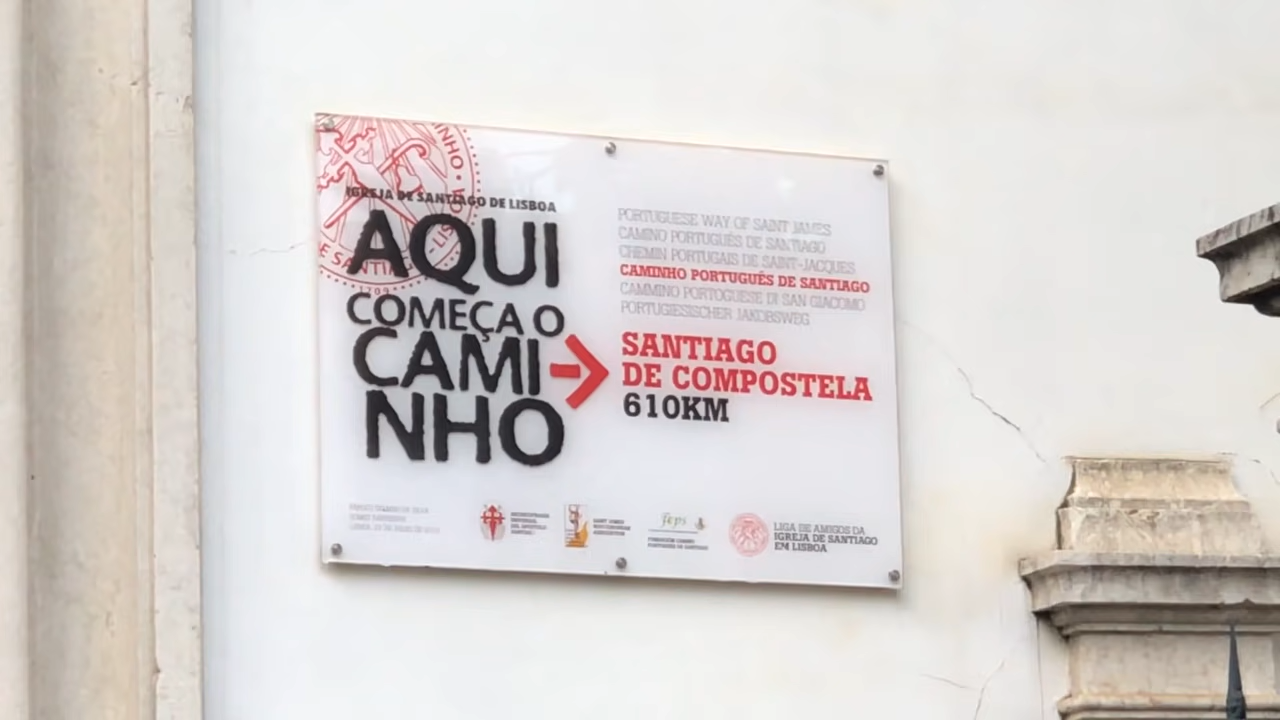 IGREJA DE SANTIAGO DE LISBOA
AQUI
COMEÇA O
CAMI
NHO
PORTUGUESE WAY OF SAINT JAMES
CAMINO PORTUGUÊS DE SANTIAGO
CHEMIN PORTUGAIS DE SAINT-JACQUES
CAMINHO PORTUGUÊS DE SANTIAGO
CAMMINO PORTOGUESE DI SAN GIACOMO
PORTUGIESISCHER JAKOBSWEG
SANTIAGO
DE COMPOSTELA
610KM
LIGA DE AMIGOS DA
IGREJA DE SANTIAGO
EM LISBOA